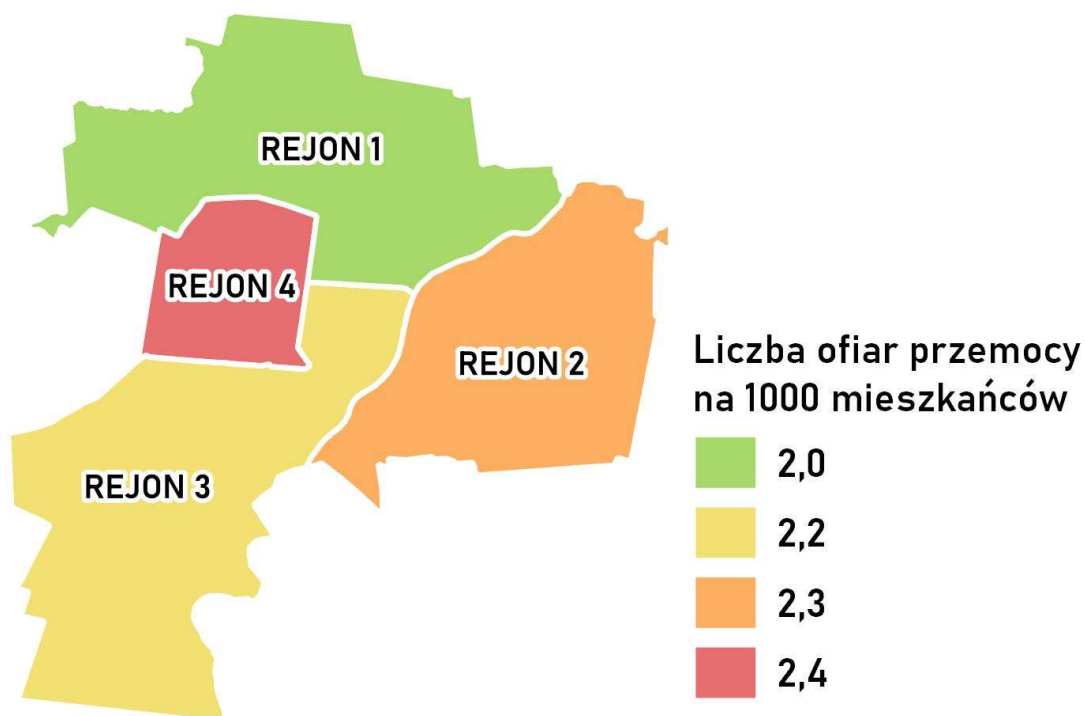 REJON 1
REJON 4
REJON 2
REJON 3
Liczba ofiar przemocy
na 1000 mieszkańców
2,0
2,2
2,3
2,4